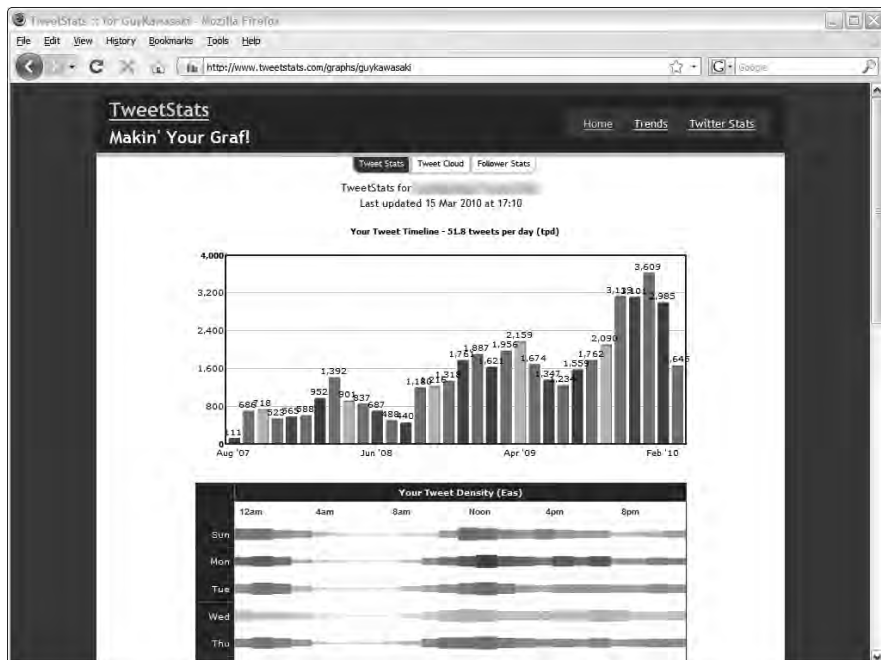 TweetStats :: for GuyKawasaki - Mozilla Firefox
File Edit View History Bookmarks Tools Help
http://www.tweetstats.com/graphs/guykawasaki
G Google
TweetStats
Makin' Your Graf!
Home Trends Twitter Stats
Tweet Stats Tweet Cloud Follower Stats
TweetStats for
Last updated 15 Mar 2010 at 17:10
Your Tweet Timeline - 51.8 tweets per day (tpd)
4,000
3,200
2,400
1,600
800
0
111 686 718 523 565 588 952 1,392 901 837 687 488 440 1,180 1,216 1,318 1,761 1,887 1,621 1,956 2,159 1,674 1,347 1,234 1,559 1,762 2,090 3,101 3,609 2,985
Aug '07 Jun '08 Apr '09 Feb '10
Your Tweet Density (Eas)
12am 4am 8am Noon 4pm 8pm
Sun
Mon
Tue
Wed
Thu